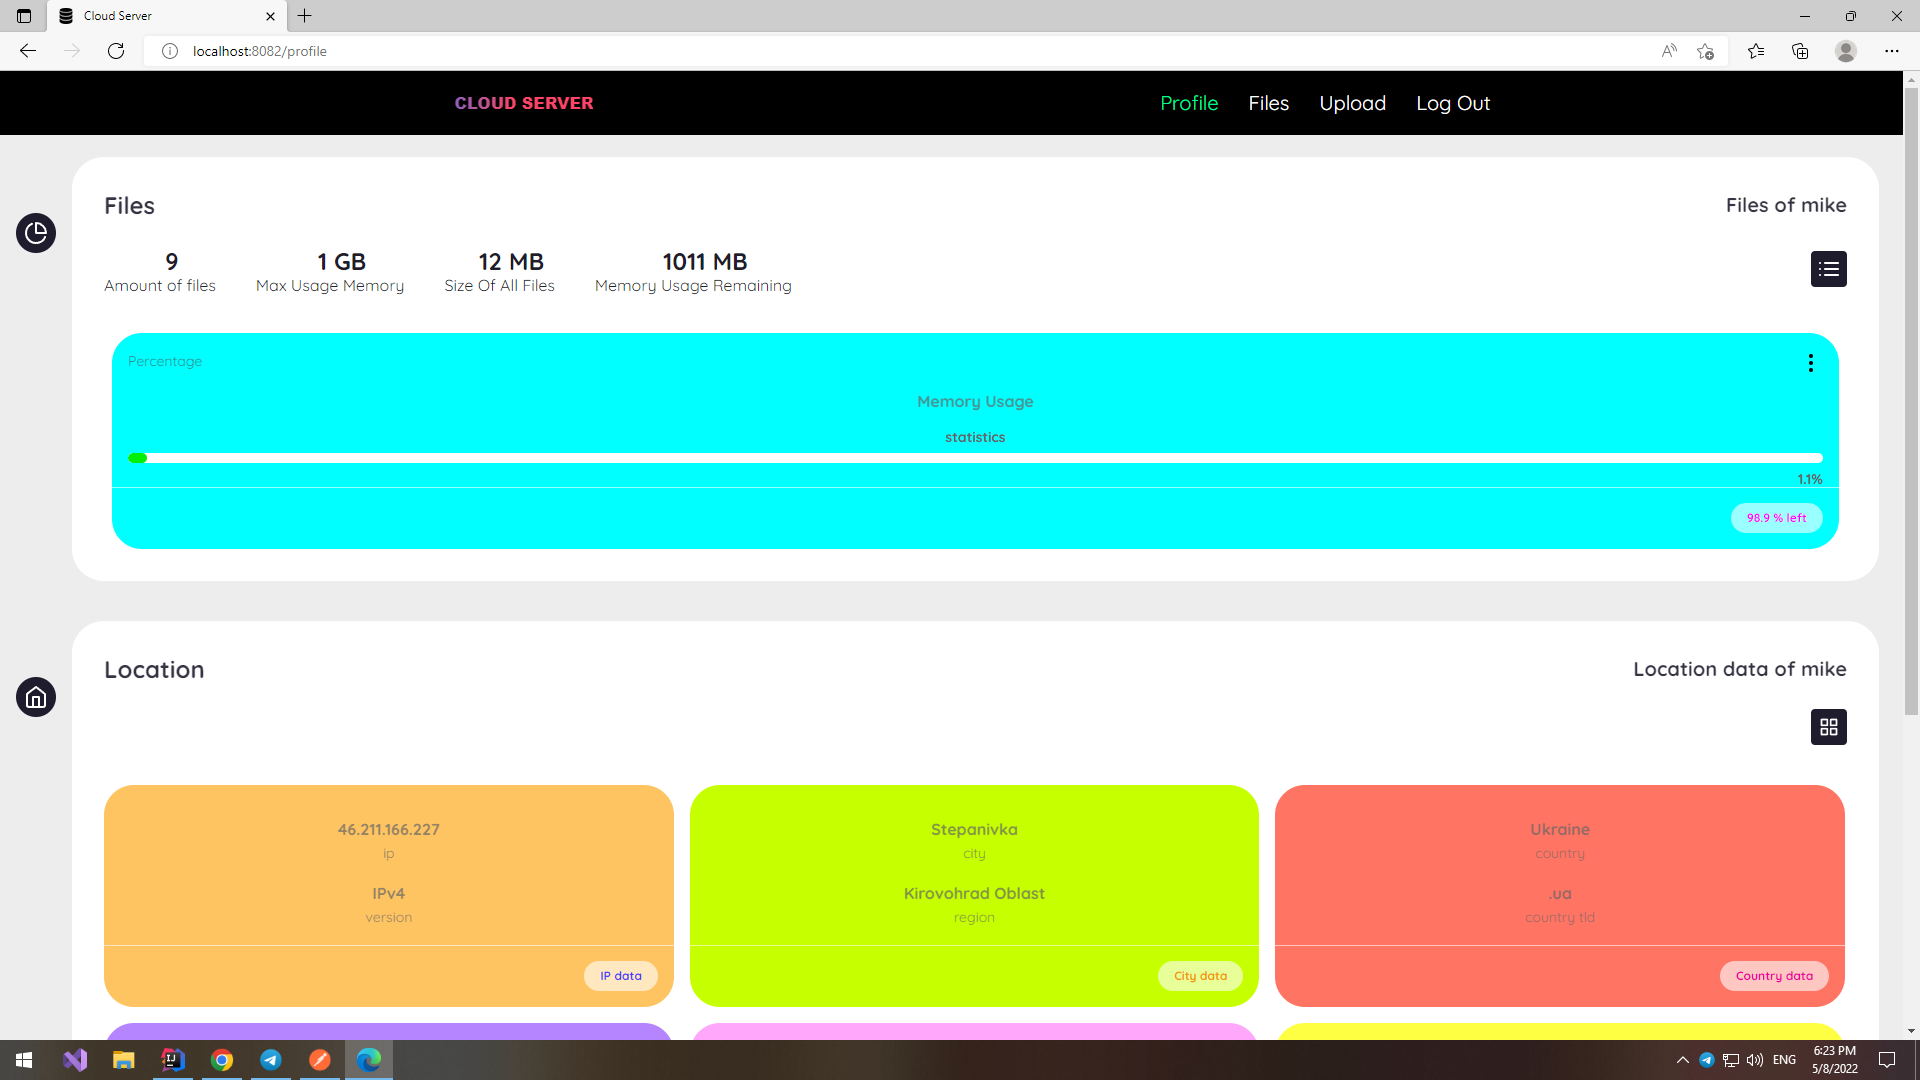 Cloud Server
localhost:8082/profile
CLOUD SERVER
Profile
Files
Upload
Log Out
Files
Files of mike
9
Amount of files
1 GB
Max Usage Memory
12 MB
Size Of All Files
1011 MB
Memory Usage Remaining
Percentage
Memory Usage
statistics
1.1%
98.9 % left
Location
Location data of mike
46.211.166.227
ip
IPv4
version
IP data
Stepanivka
city
Kirovohrad Oblast
region
City data
Ukraine
country
.ua
country tld
Country data
ENG
6:23 PM
5/8/2022